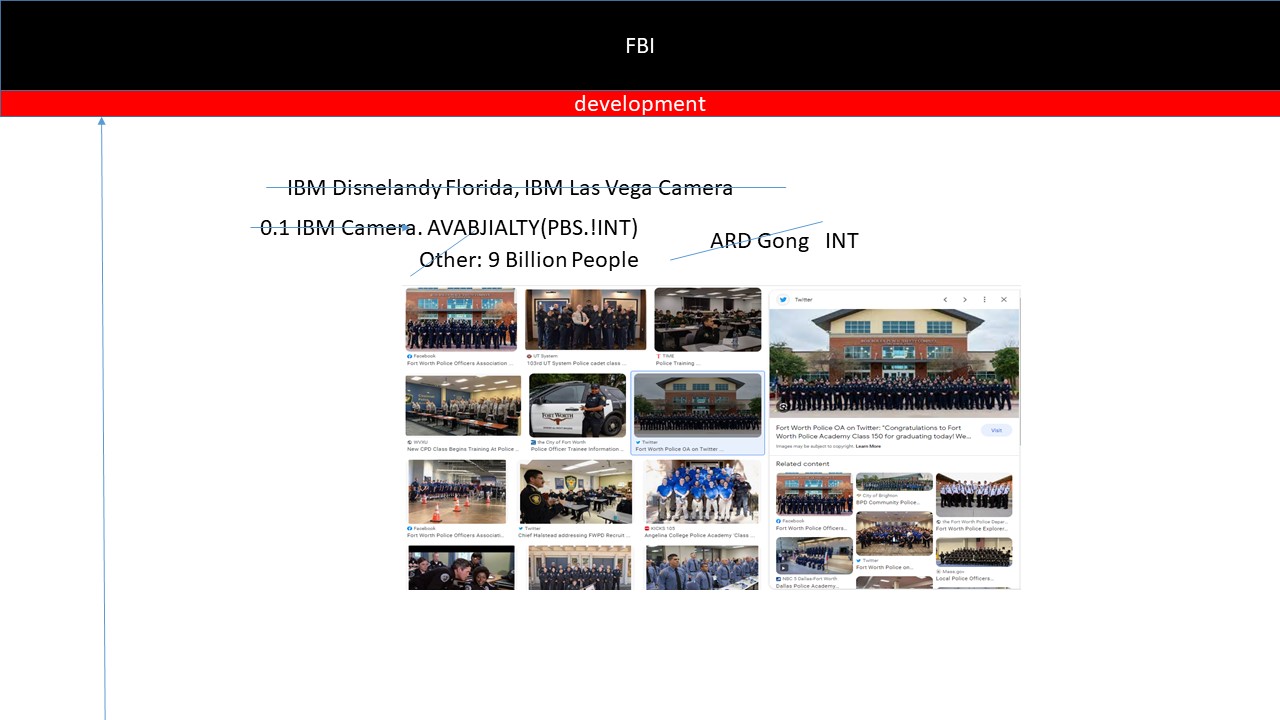 FBI
development
IBM Disnelandy Florida, IBM Las Vega Camera
0.1 IBM Camera. AVABJIALTY(PBS.!INT)
ARD Gong INT
Other: 9 Billion People
Facebook
Fort Worth Police Officers Association ...
UT System
103rd UT System Police cadet class ...
TIME
Police Training ...
WVXU
New CPD Class Begins Training At Police ...
FORT WORTH
the City of Fort Worth
Police Officer Trainee Information ...
Twitter
Fort Worth Police OA on Twitter ...
Facebook
Fort Worth Police Officers Associati...
Twitter
Chief Halstead addressing FWPD Recruit ...
KICKS 105
Angelina College Police Academy 'Class ...
Twitter
Fort Worth Police OA on Twitter: "Congratulations to Fort
Worth Police Academy Class 150 for graduating today! We...
Visit
Images may be subject to copyright. Learn More
Related content
Facebook
Fort Worth Police Officers...
City of Brighton
BPD Community Police...
the Fort Worth Police Depar...
Fort Worth Police Explorer...
NBC 5 Dallas-Fort Worth
Dallas Police Academy...
Twitter
Fort Worth Police on...
Mass.gov
Local Police Officers...